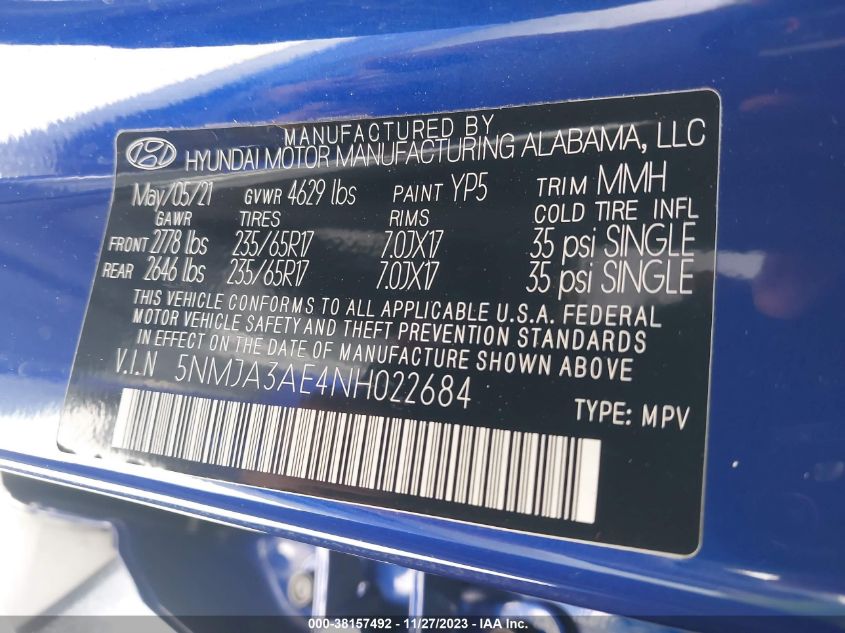 MANUFACTURED BY
HYUNDAI MOTOR MANUFACTURING ALABAMA, LLC
May/05/21 GVWR 4629 lbs PAINT YP5 TRIM MMH
GAWR TIRES RIMS COLD TIRE INFL
FRONT 2778 lbs 235/65R17 7.0JX17 35 psi SINGLE
REAR 2646 lbs 235/65R17 7.0JX17 35 psi SINGLE
THIS VEHICLE CONFORMS TO ALL APPLICABLE U.S.A. FEDERAL
MOTOR VEHICLE SAFETY AND THEFT PREVENTION STANDARDS
IN EFFECT ON THE DATE OF MANUFACTURE SHOWN ABOVE
V.I.N 5NMJA3AE4NH022684
TYPE: MPV
000-38157492 - 11/27/2023 - IAA Inc.